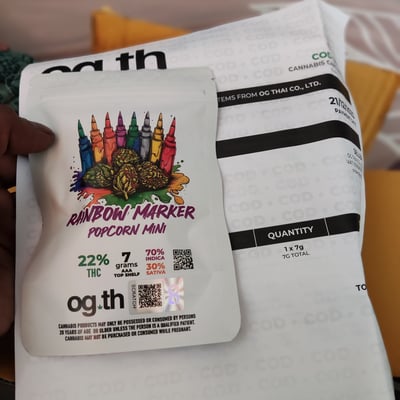 og.th
COD
CANNABIS
ITEMS FROM OG THAI CO., LTD.
RAINBOW MARKER
POPCORN MINI
22%
THC
7
grams
AAA
TOP SHELF
70%
INDICA
30%
SATIVA
QUANTITY
1 x 7g
7G TOTAL
og.th
SCRATCH
CANNABIS PRODUCTS MAY ONLY BE POSSESSED OR CONSUMED BY PERSONS
20 YEARS OF AGE OR OLDER UNLESS THE PERSON IS A QUALIFIED PATIENT.
CANNABIS MAY NOT BE PURCHASED OR CONSUMED WHILE PREGNANT.